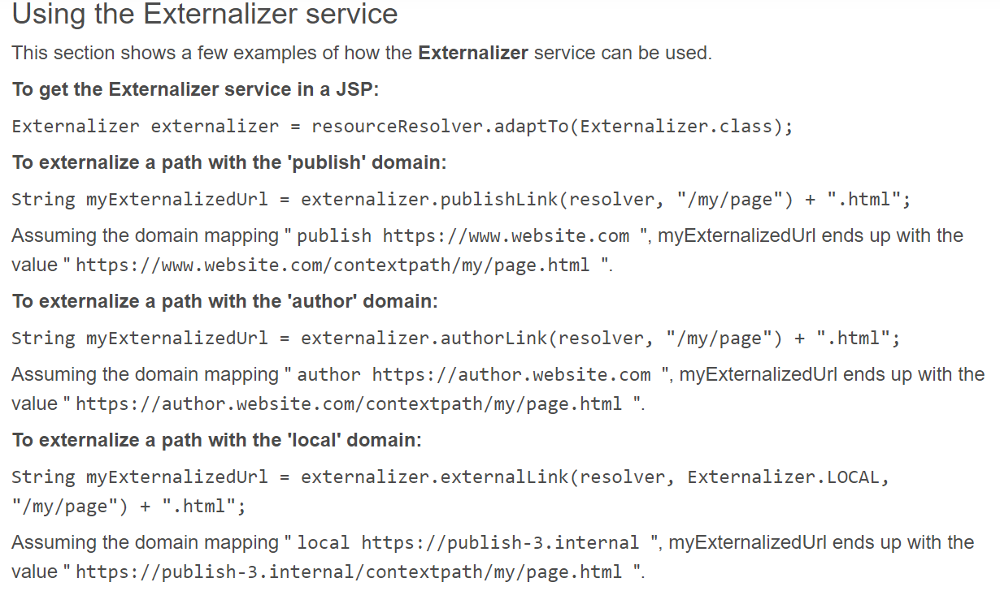 Using the Externalizer service
This section shows a few examples of how the Externalizer service can be used.
To get the Externalizer service in a JSP:
Externalizer externalizer = resourceResolver.adaptTo(Externalizer.class);
To externalize a path with the 'publish' domain:
String myExternalizedUrl = externalizer.publishLink(resolver, "/my/page") + ".html";
Assuming the domain mapping " publish https://www.website.com ", myExternalizedUrl ends up with the
value " https://www.website.com/contextpath/my/page.html ".
To externalize a path with the 'author' domain:
String myExternalizedUrl = externalizer.authorLink(resolver, "/my/page") + ".html";
Assuming the domain mapping " author https://author.website.com ", myExternalizedUrl ends up with the
value " https://author.website.com/contextpath/my/page.html ".
To externalize a path with the 'local' domain:
String myExternalizedUrl = externalizer.externalLink(resolver, Externalizer.LOCAL,
"/my/page") + ".html";
Assuming the domain mapping " local https://publish-3.internal ", myExternalizedUrl ends up with the
value " https://publish-3.internal/contextpath/my/page.html ".